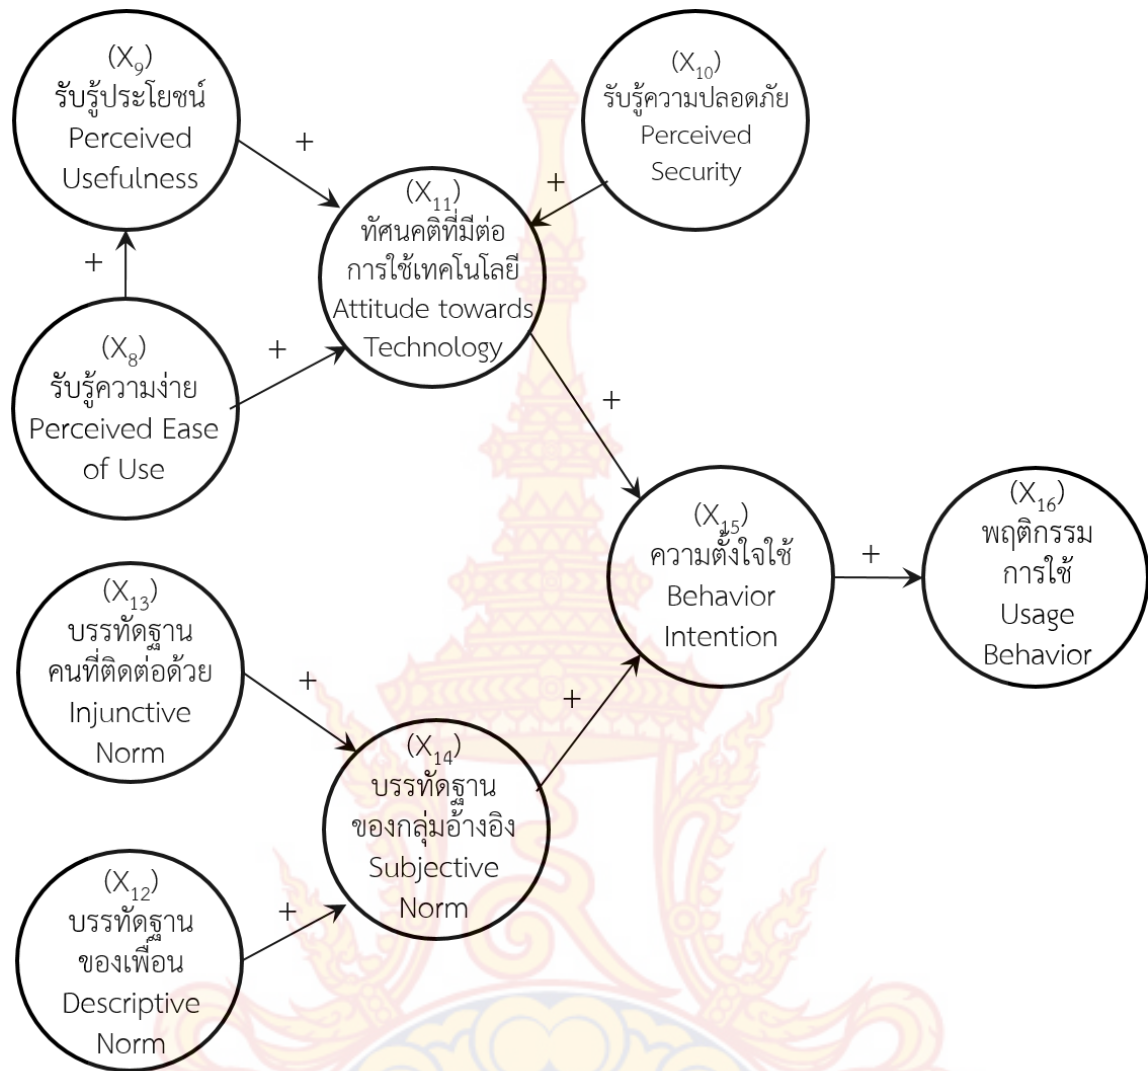 (X₉)
รับรู้ประโยชน์
Perceived
Usefulness
(X₁₀)
รับรู้ความปลอดภัย
Perceived
Security
+
+
(X₁₁)
ทัศนคติที่มีต่อ
การใช้เทคโนโลยี
Attitude towards
Technology
+
(X₈)
รับรู้ความง่าย
Perceived Ease
of Use
+
+
(X₁₅)
ความตั้งใจใช้
Behavior
Intention
+
(X₁₆)
พฤติกรรม
การใช้
Usage
Behavior
(X₁₃)
บรรทัดฐาน
คนที่ติดต่อด้วย
Injunctive
Norm
+
+
(X₁₄)
บรรทัดฐาน
ของกลุ่มอ้างอิง
Subjective
Norm
(X₁₂)
บรรทัดฐาน
ของเพื่อน
Descriptive
Norm
+